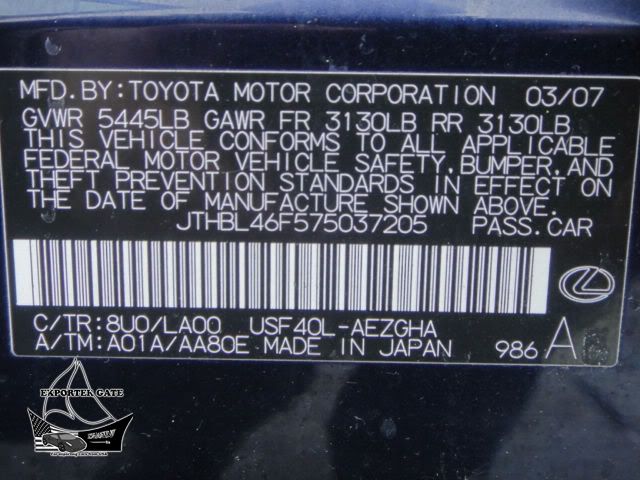 MFD.BY:TOYOTA MOTOR CORPORATION 03/07
GVWR 5445LB GAWR FR 3130LB RR 3130LB
THIS VEHICLE CONFORMS TO ALL APPLICABLE
FEDERAL MOTOR VEHICLE SAFETY,BUMPER,AND
THEFT PREVENTION STANDARDS IN EFFECT ON
THE DATE OF MANUFACTURE SHOWN ABOVE.
JTHBL46F575037205 PASS.CAR
C/TR:8U0/LA00 USF40L-AEZGHA
A/TM:A01A/AA80E MADE IN JAPAN 986 A
EXPORTER GATE